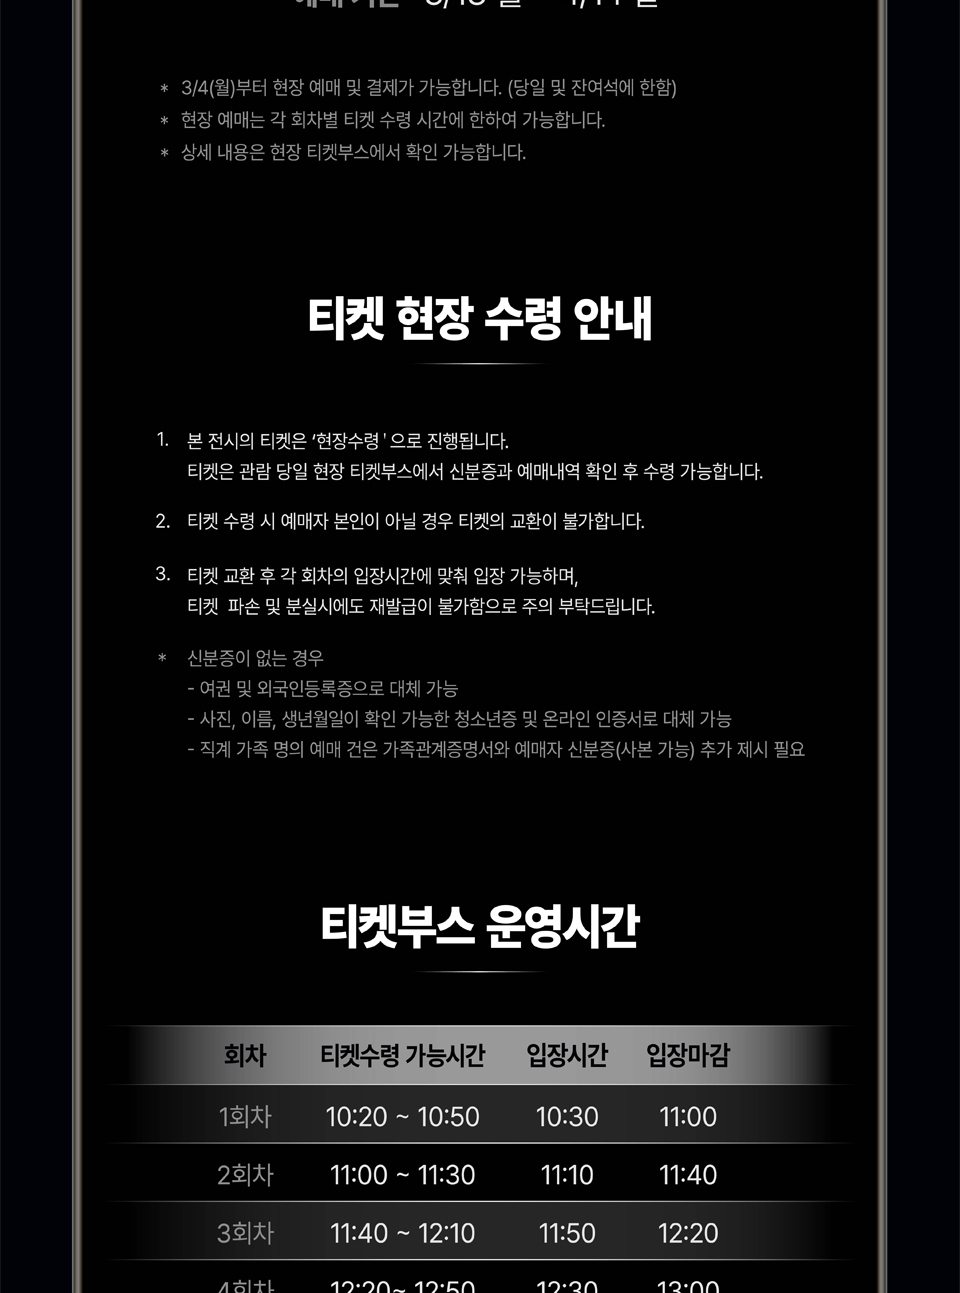 * 3/4(월)부터 현장 예매 및 결제가 가능합니다. (당일 및 잔여석에 한함)
* 현장 예매는 각 회차별 티켓 수령 시간에 한하여 가능합니다.
* 상세 내용은 현장 티켓부스에서 확인 가능합니다.
티켓 현장 수령 안내
1. 본 전시의 티켓은 ‘현장수령 ' 으로 진행됩니다.
티켓은 관람 당일 현장 티켓부스에서 신분증과 예매내역 확인 후 수령 가능합니다.
2. 티켓 수령 시 예매자 본인이 아닐 경우 티켓의 교환이 불가합니다.
3. 티켓 교환 후 각 회차의 입장시간에 맞춰 입장 가능하며,
티켓 파손 및 분실시에도 재발급이 불가함으로 주의 부탁드립니다.
* 신분증이 없는 경우
- 여권 및 외국인등록증으로 대체 가능
- 사진, 이름, 생년월일이 확인 가능한 청소년증 및 온라인 인증서로 대체 가능
- 직계 가족 명의 예매 건은 가족관계증명서와 예매자 신분증(사본 가능) 추가 제시 필요
티켓부스 운영시간
회차 티켓수령 가능시간 입장시간 입장마감
1회차 10:20 ~ 10:50 10:30 11:00
2회차 11:00 ~ 11:30 11:10 11:40
3회차 11:40 ~ 12:10 11:50 12:20
4회차 12:20~ 12:50 12:30 13:00